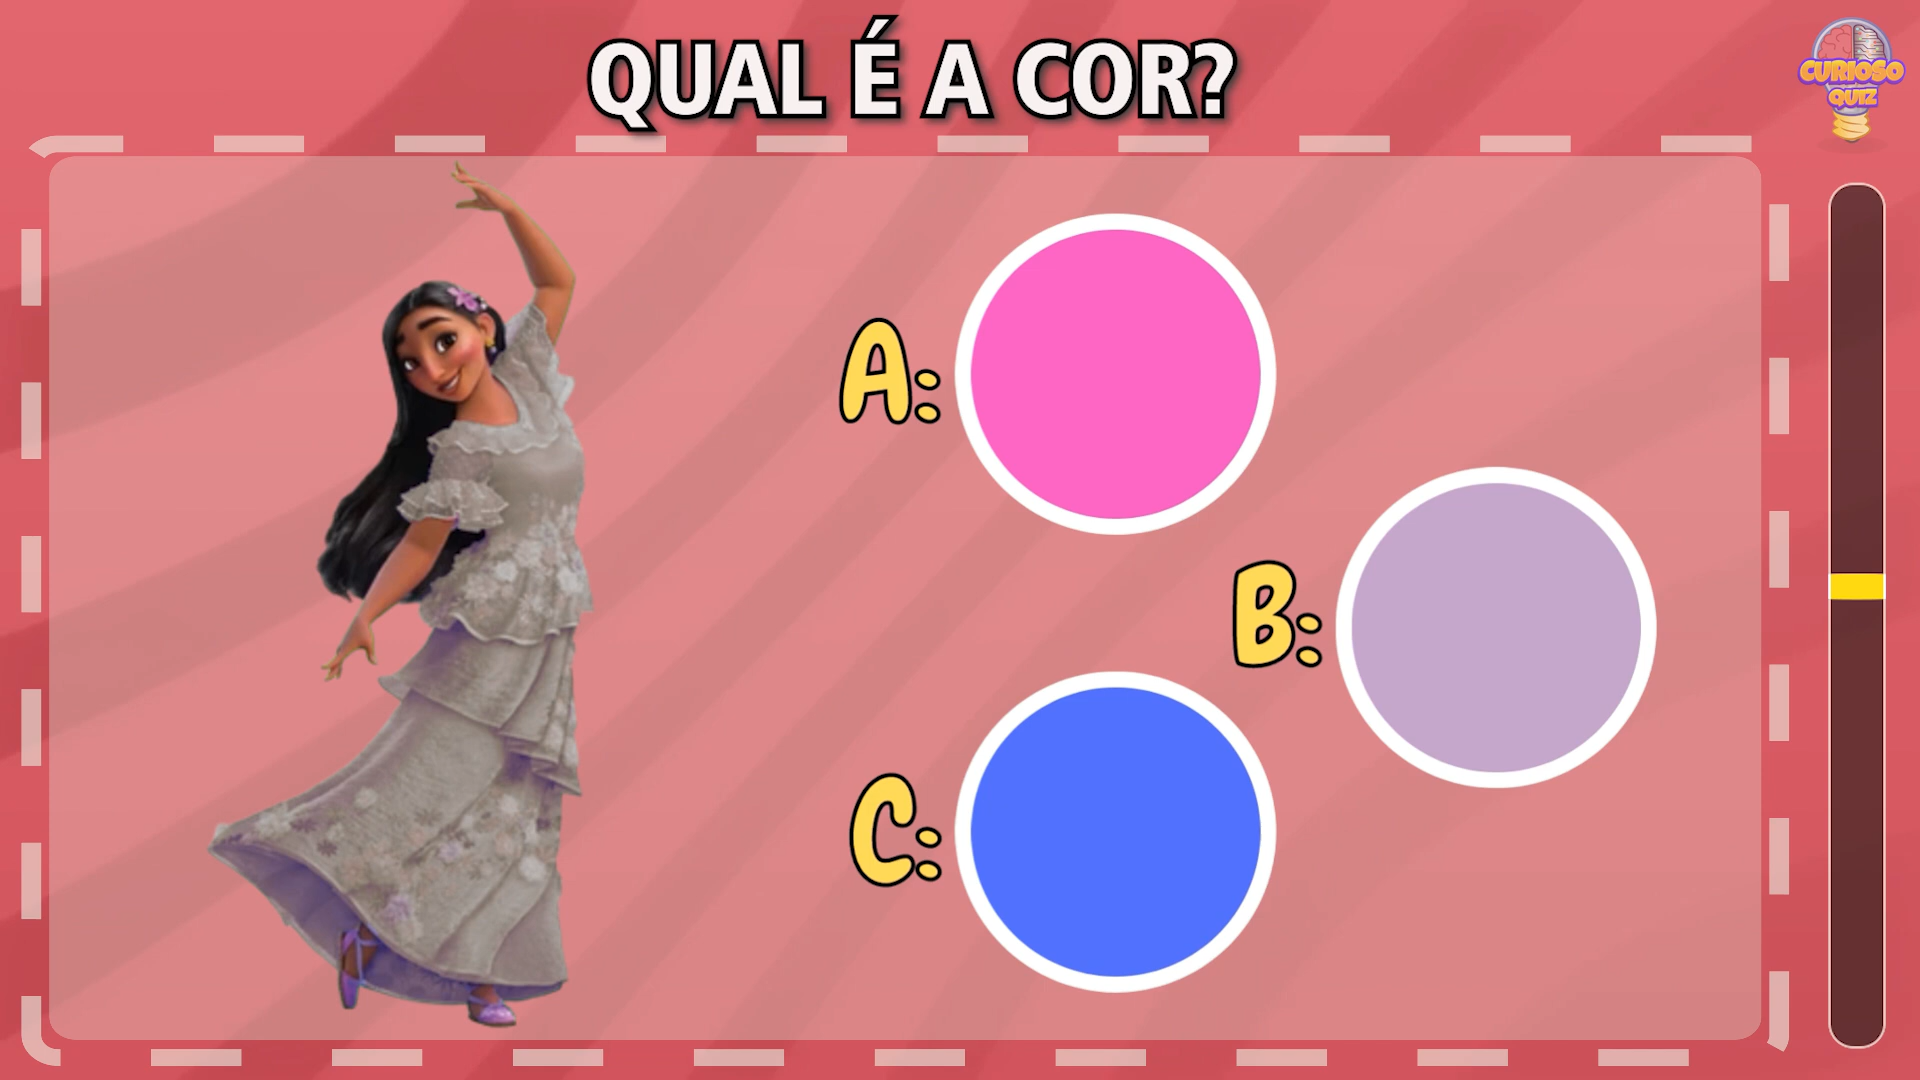 QUAL É A COR?
CURIOSO
QUIZ
A:
B:
C: